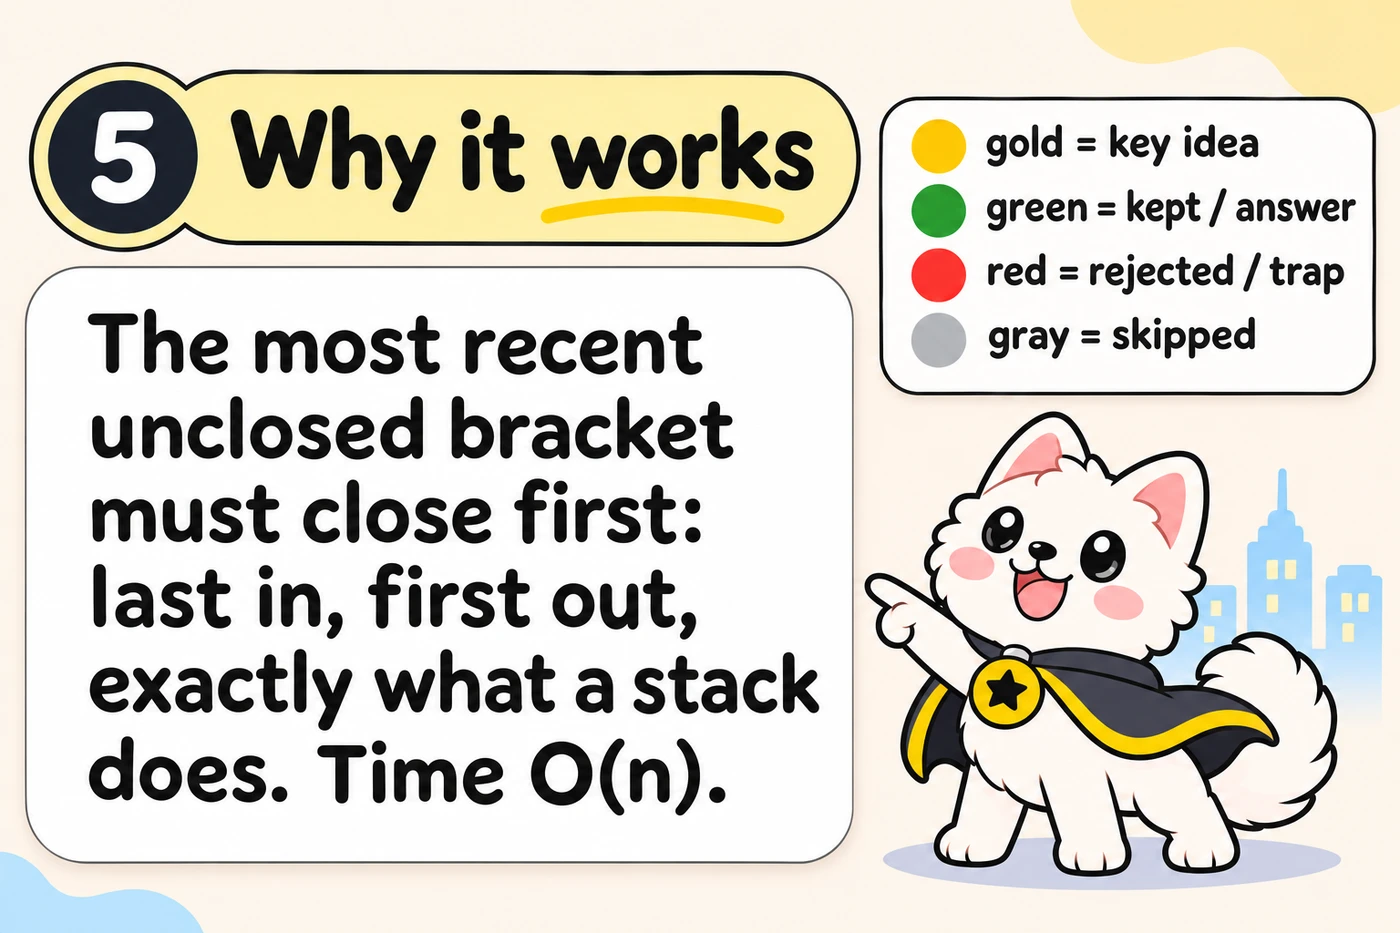 5
Why it works
The most recent
unclosed bracket
must close first:
last in, first out,
exactly what a stack
does. Time O(n).
gold = key idea
green = kept / answer
red = rejected / trap
gray = skipped